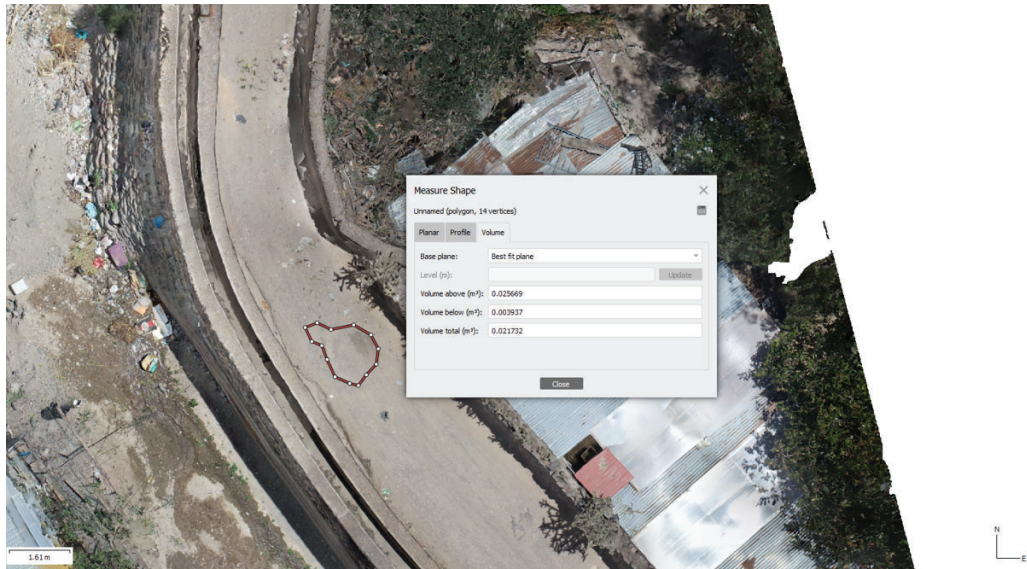 Measure Shape
Unnamed (polygon, 14 vertices)
Planar Profile Volume
Base plane: Best fit plane
Level (m): Update
Volume above (m³): 0.025669
Volume below (m³): 0.003937
Volume total (m³): 0.021732
Close
1.61 m
N
E